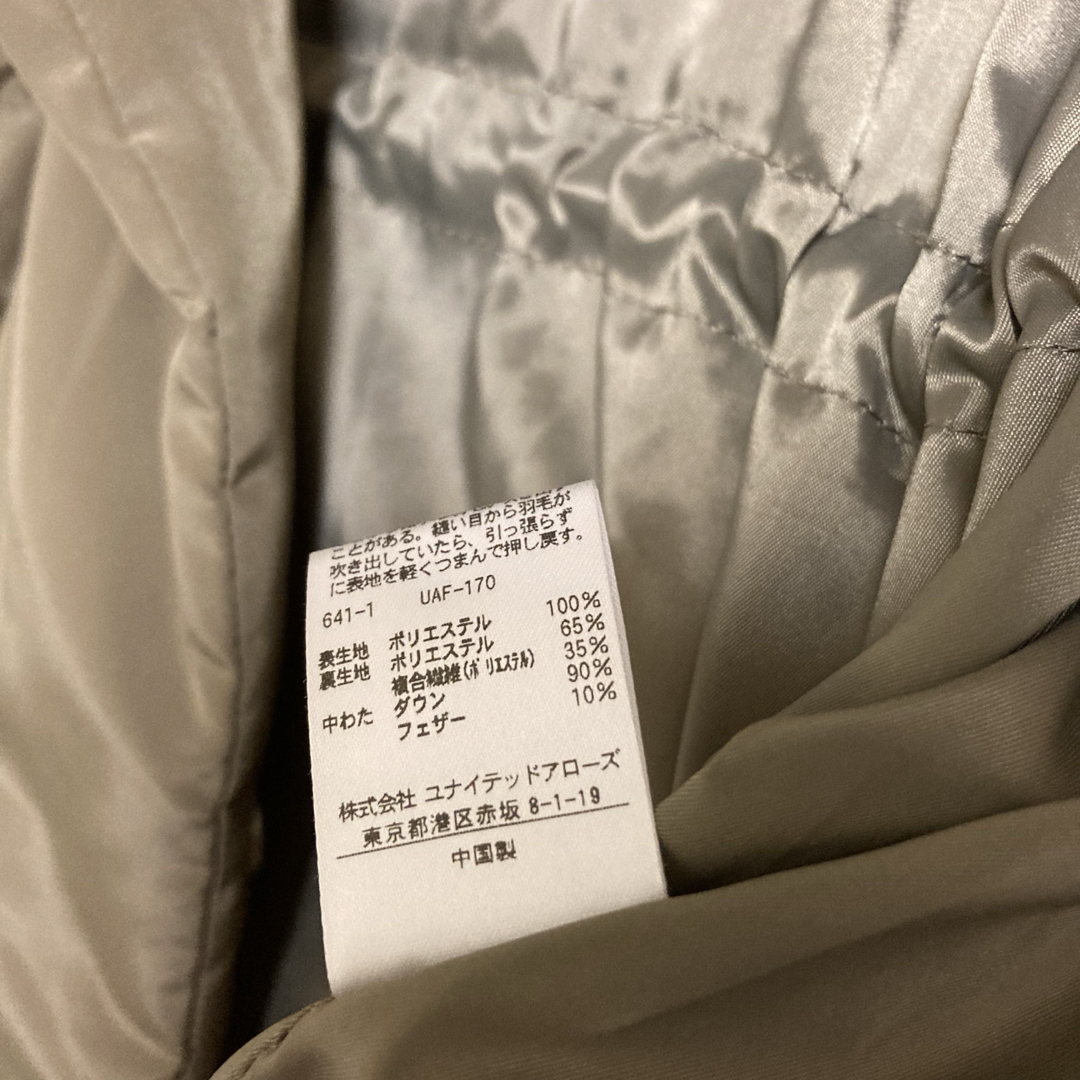 ことがある。縫い目から羽毛が
吹き出していたら、引っ張らず
に表地を軽くつまんで押し戻す。
641-1 UAF-170
表生地 ポリエステル 100%
裏生地 ポリエステル 65%
複合繊維(ポリエステル) 35%
中わた ダウン 90%
フェザー 10%
株式会社 ユナイテッドアローズ
東京都港区赤坂 8-1-19
中国製